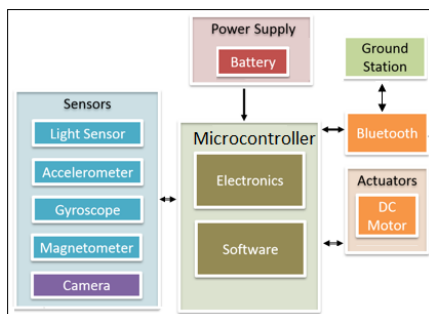 Power Supply
Battery
Ground
Station
Sensors
Light Sensor
Accelerometer
Gyroscope
Magnetometer
Camera
Microcontroller
Electronics
Software
Bluetooth
Actuators
DC
Motor